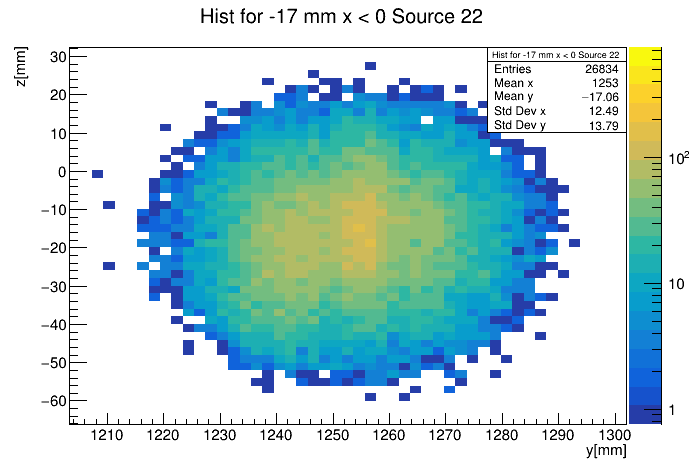 Hist for -17 mm x < 0 Source 22
z[mm]
30
20
10
0
−10
−20
−30
−40
−50
−60
Hist for -17 mm x < 0 Source 22
Entries 26834
Mean x 1253
Mean y −17.06
Std Dev x 12.49
Std Dev y 13.79
10²
10
1
1210 1220 1230 1240 1250 1260 1270 1280 1290 1300
y[mm]